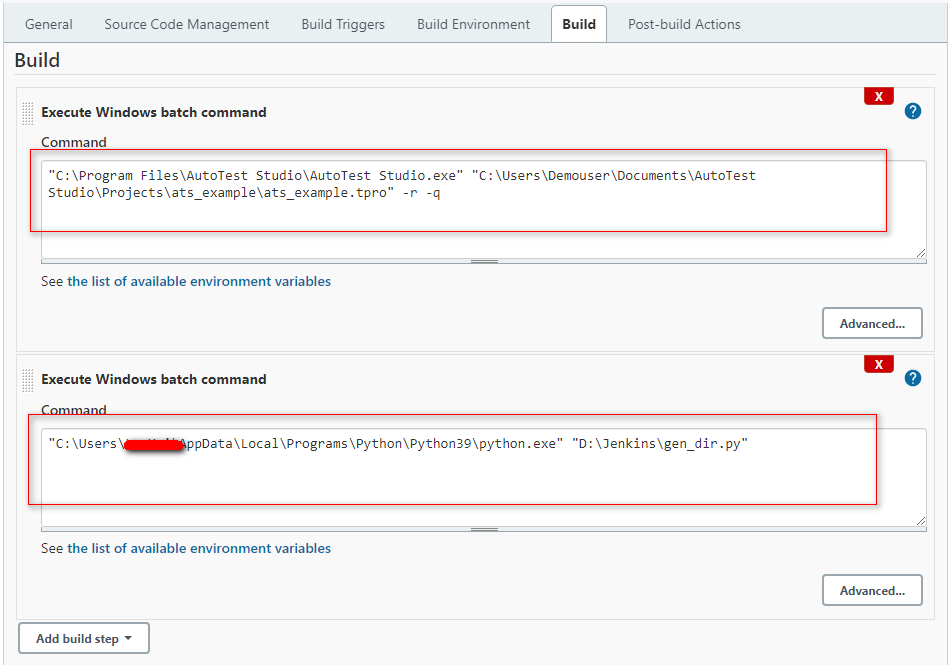 General Source Code Management Build Triggers Build Environment Build Post-build Actions
Build
X
Execute Windows batch command ?
Command
"C:\Program Files\AutoTest Studio\AutoTest Studio.exe" "C:\Users\Demouser\Documents\AutoTest
Studio\Projects\ats_example\ats_example.tpro" -r -q
See the list of available environment variables
Advanced...
X
Execute Windows batch command ?
Command
"C:\Users\ AppData\Local\Programs\Python\Python39\python.exe" "D:\Jenkins\gen_dir.py"
See the list of available environment variables
Advanced...
Add build step